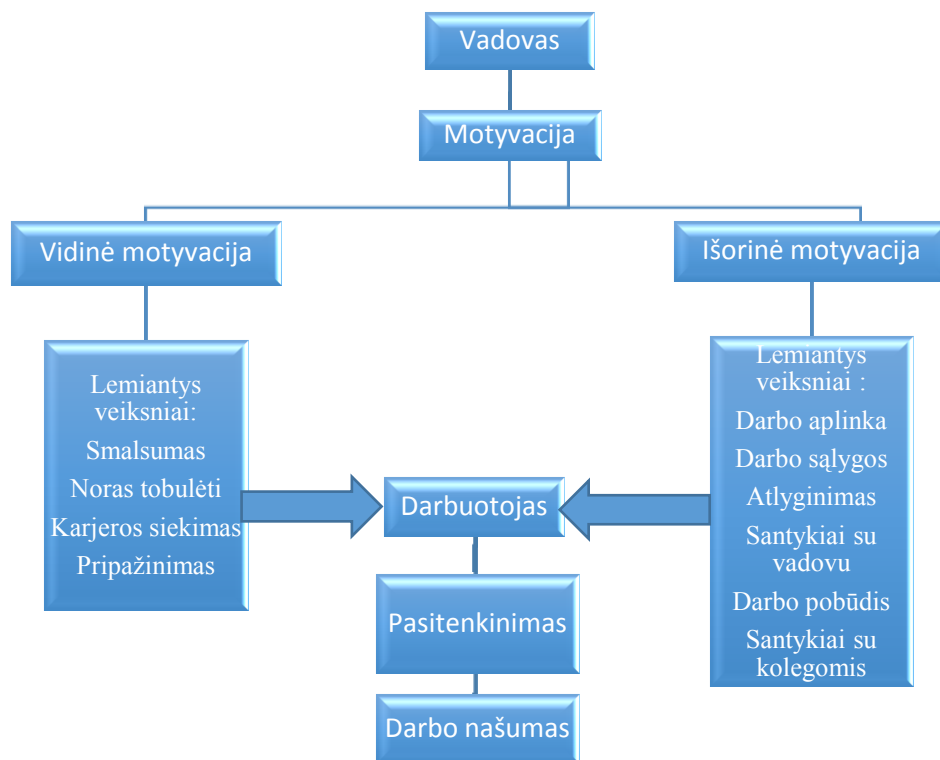 Vadovas
Motyvacija
Vidinė motyvacija
Išorinė motyvacija
Lemiantys
veiksniai:
Smalsumas
Noras tobulėti
Karjeros siekimas
Pripažinimas
Lemiantys
veiksniai :
Darbo aplinka
Darbo sąlygos
Atlyginimas
Santykiai su
vadovu
Darbo pobūdis
Santykiai su
kolegomis
Darbuotojas
Pasitenkinimas
Darbo našumas